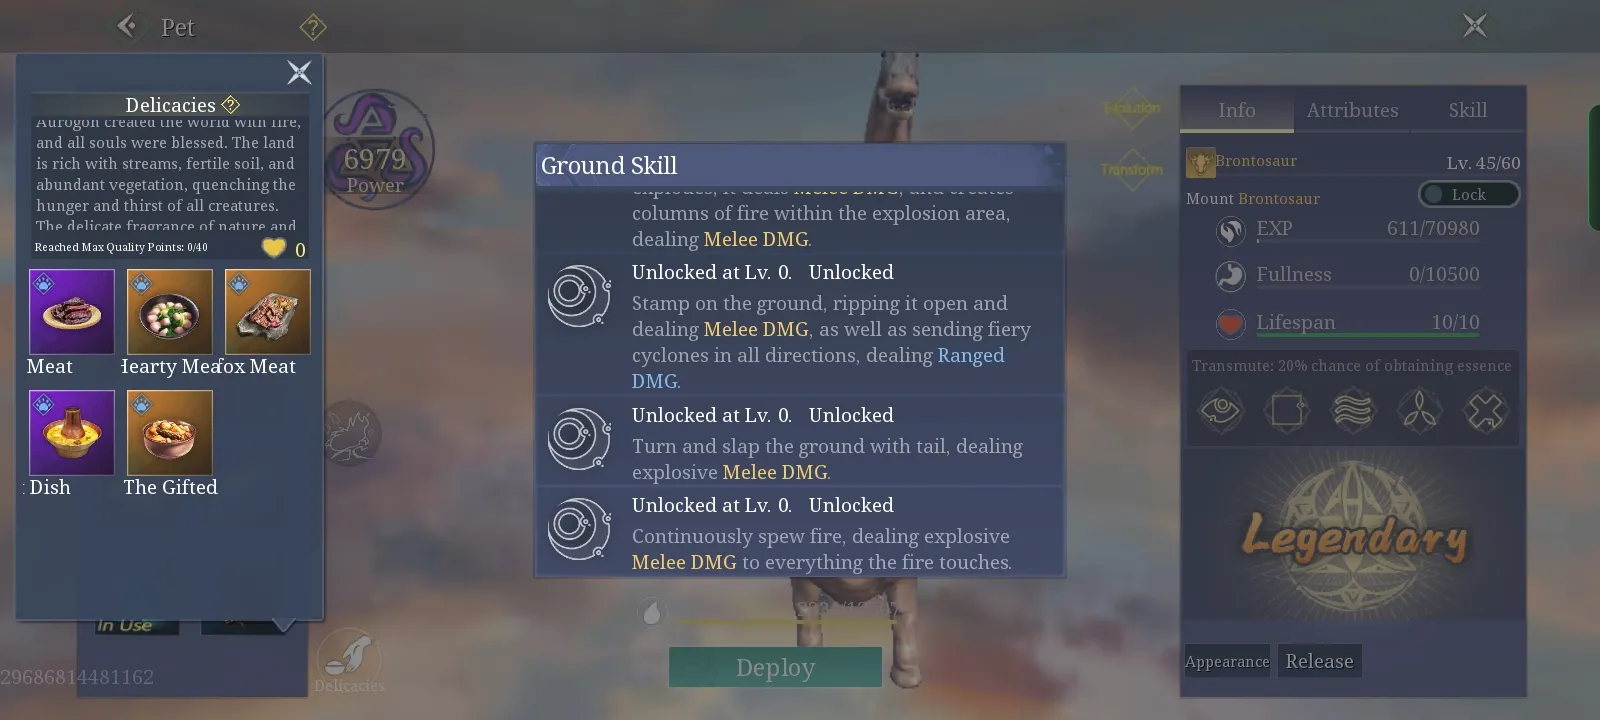 Pet
?
Delicacies ?
Aurogon created the world with fire,
and all souls were blessed. The land
is rich with streams, fertile soil, and
abundant vegetation, quenching the
hunger and thirst of all creatures.
The delicate fragrance of nature and
Reached Max Quality Points: 0/40
0
Meat
Hearty Mea
fox Meat
: Dish
The Gifted
In Use
29686814481162
6979
Power
Delicacies
Ground Skill
explodes, it deals Melee DMG, and creates
columns of fire within the explosion area,
dealing Melee DMG.
Unlocked at Lv. 0. Unlocked
Stamp on the ground, ripping it open and
dealing Melee DMG, as well as sending fiery
cyclones in all directions, dealing Ranged
DMG.
Unlocked at Lv. 0. Unlocked
Turn and slap the ground with tail, dealing
explosive Melee DMG.
Unlocked at Lv. 0. Unlocked
Continuously spew fire, dealing explosive
Melee DMG to everything the fire touches.
Deploy
Evolution
Transform
Info
Attributes
Skill
Brontosaur
Lv. 45/60
Mount Brontosaur
Lock
EXP
611/70980
Fullness
0/10500
Lifespan
10/10
Transmute: 20% chance of obtaining essence
Legendary
Appearance
Release